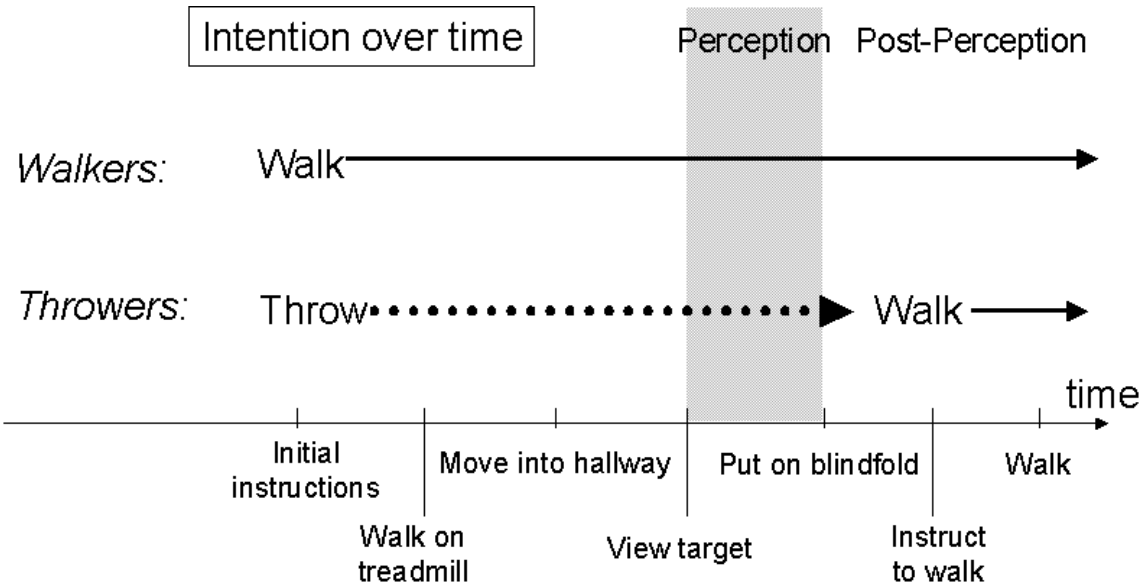 Intention over time
Perception
Post-Perception
Walkers:
Walk
Throwers:
Throw
Walk
time
Initial
instructions
Move into hallway
Put on blindfold
Walk
Walk on
treadmill
View target
Instruct
to walk